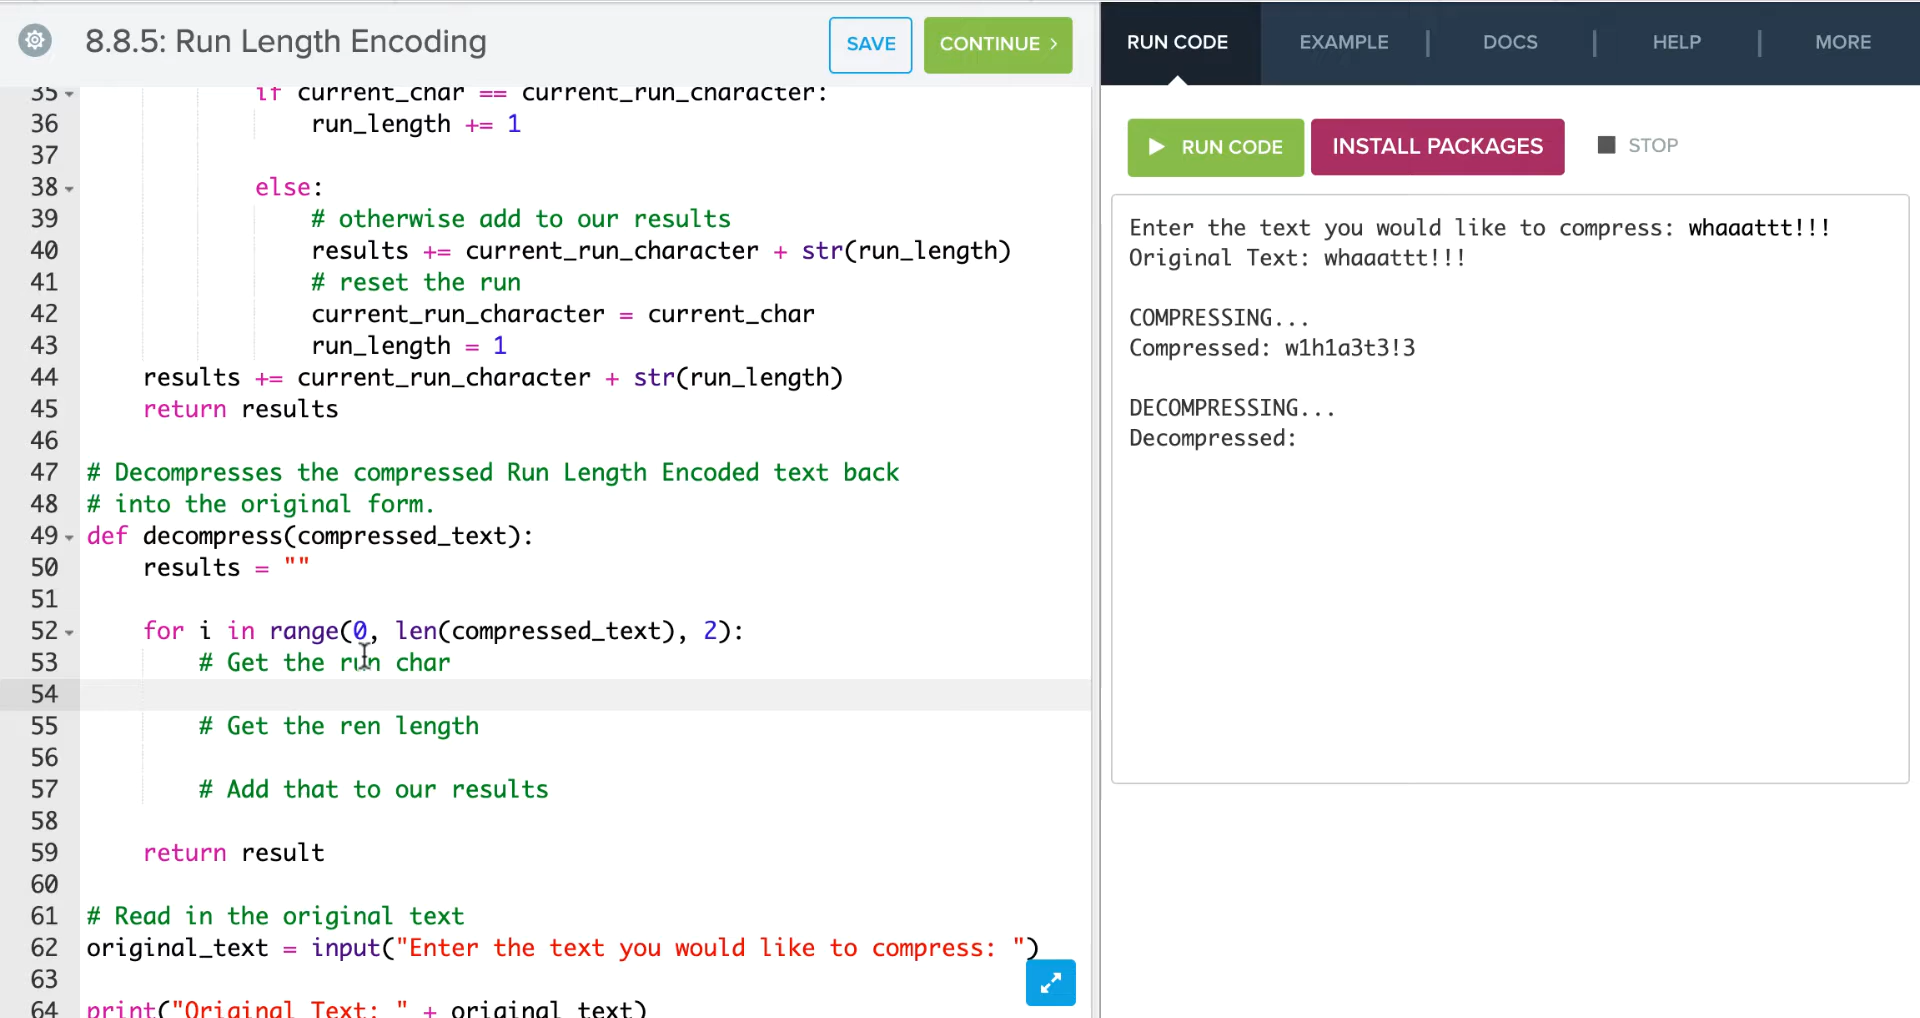 8.8.5: Run Length Encoding
SAVE
CONTINUE >
35 if current_char == current_run_character:
36 run_length += 1
37
38 else:
39 # otherwise add to our results
40 results += current_run_character + str(run_length)
41 # reset the run
42 current_run_character = current_char
43 run_length = 1
44 results += current_run_character + str(run_length)
45 return results
46
47 # Decompresses the compressed Run Length Encoded text back
48 # into the original form.
49 def decompress(compressed_text):
50 results = ""
51
52 for i in range(0, len(compressed_text), 2):
53 # Get the run char
54
55 # Get the ren length
56
57 # Add that to our results
58
59 return result
60
61 # Read in the original text
62 original_text = input("Enter the text you would like to compress: ")
63
64 print("Original Text: " + original_text)
RUN CODE
EXAMPLE
DOCS
HELP
MORE
RUN CODE
INSTALL PACKAGES
STOP
Enter the text you would like to compress: whaaattt!!!
Original Text: whaaattt!!!
COMPRESSING...
Compressed: w1h1a3t3!3
DECOMPRESSING...
Decompressed: